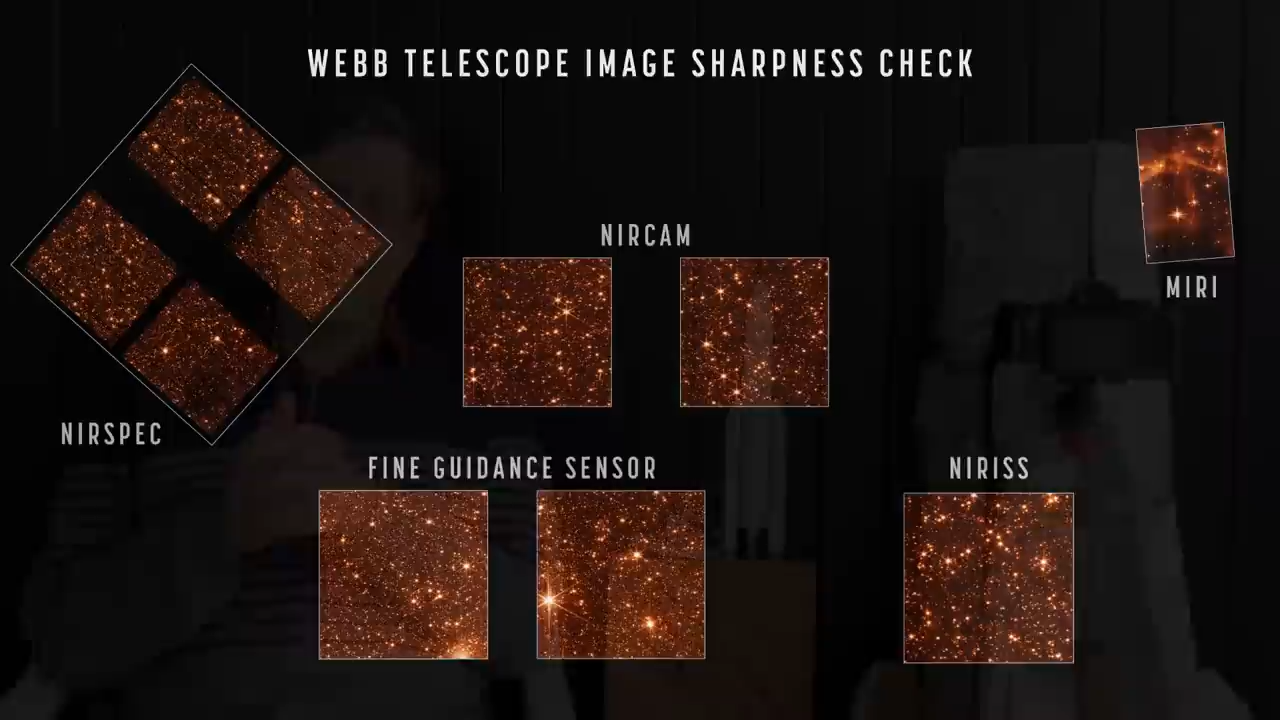 WEBB TELESCOPE IMAGE SHARPNESS CHECK
NIRCAM
MIRI
NIRSPEC
FINE GUIDANCE SENSOR
NIRISS